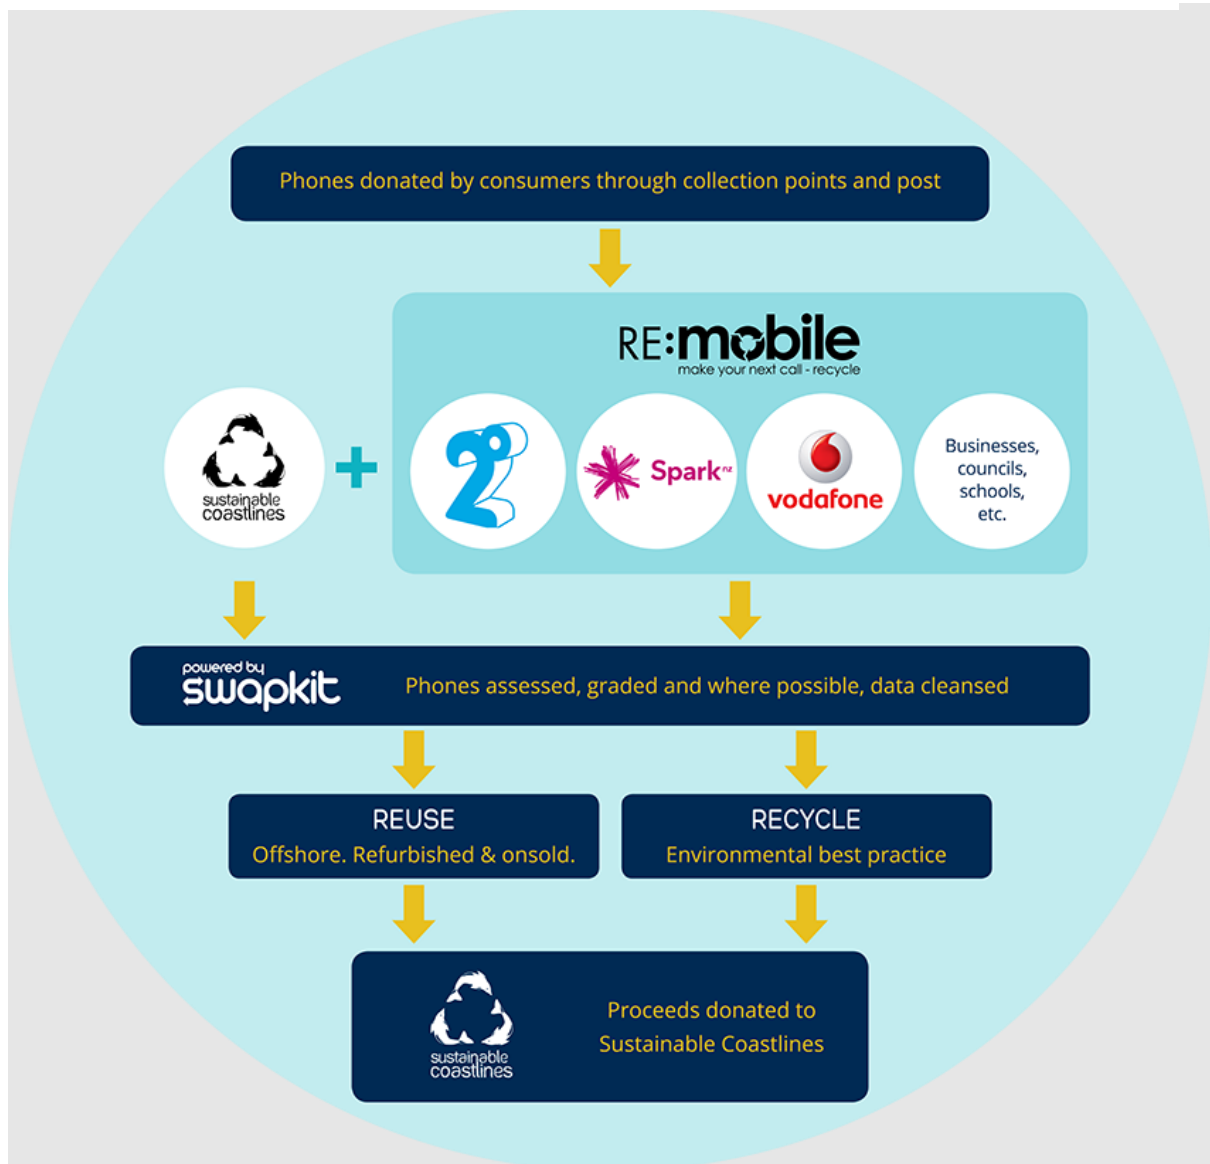 Phones donated by consumers through collection points and post
RE:mobile
make your next call - recycle
sustainable
coastlines
+
2°
Spark nz
vodafone
Businesses,
councils,
schools,
etc.
powered by
swapkit
Phones assessed, graded and where possible, data cleansed
REUSE
Offshore. Refurbished & onsold.
RECYCLE
Environmental best practice
sustainable
coastlines
Proceeds donated to
Sustainable Coastlines